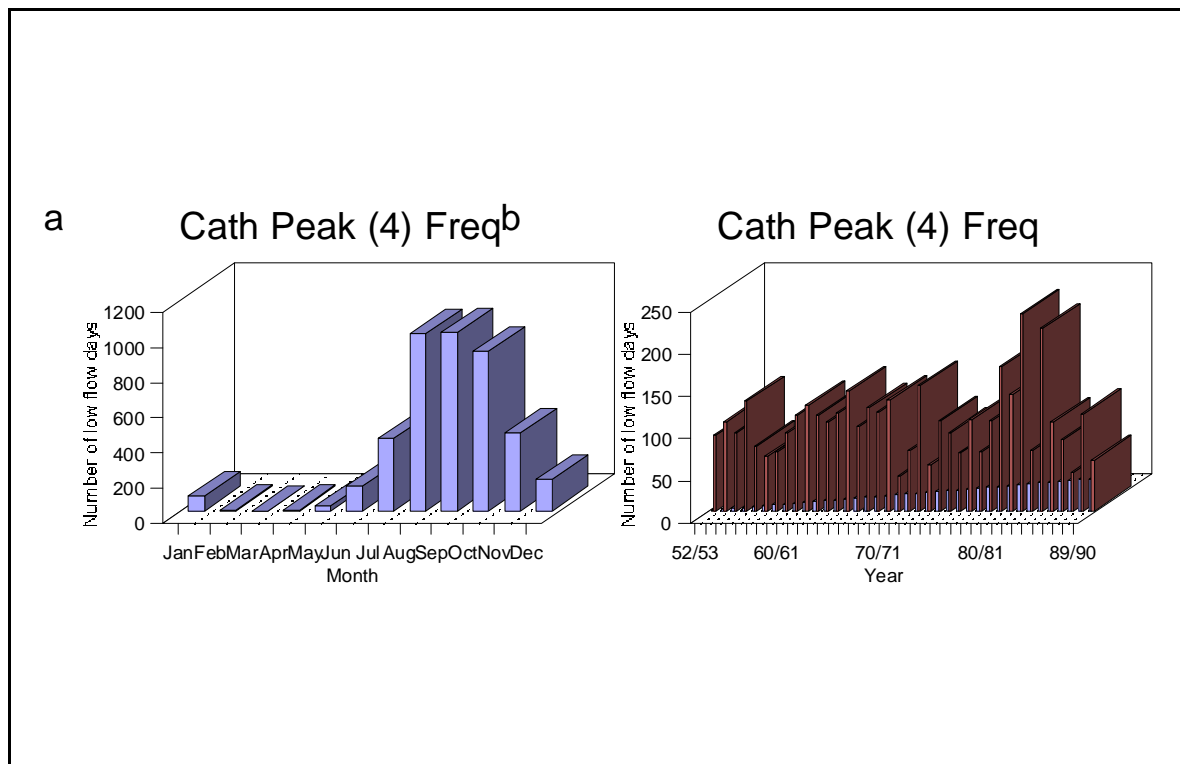 a
Cath Peak (4) Freq
Number of low flow days
1200
1000
800
600
400
200
0
Jan Feb Mar Apr May Jun Jul Aug Sep Oct Nov Dec
Month
b
Cath Peak (4) Freq
Number of low flow days
250
200
150
100
50
0
52/53 60/61 70/71 80/81 89/90
Year